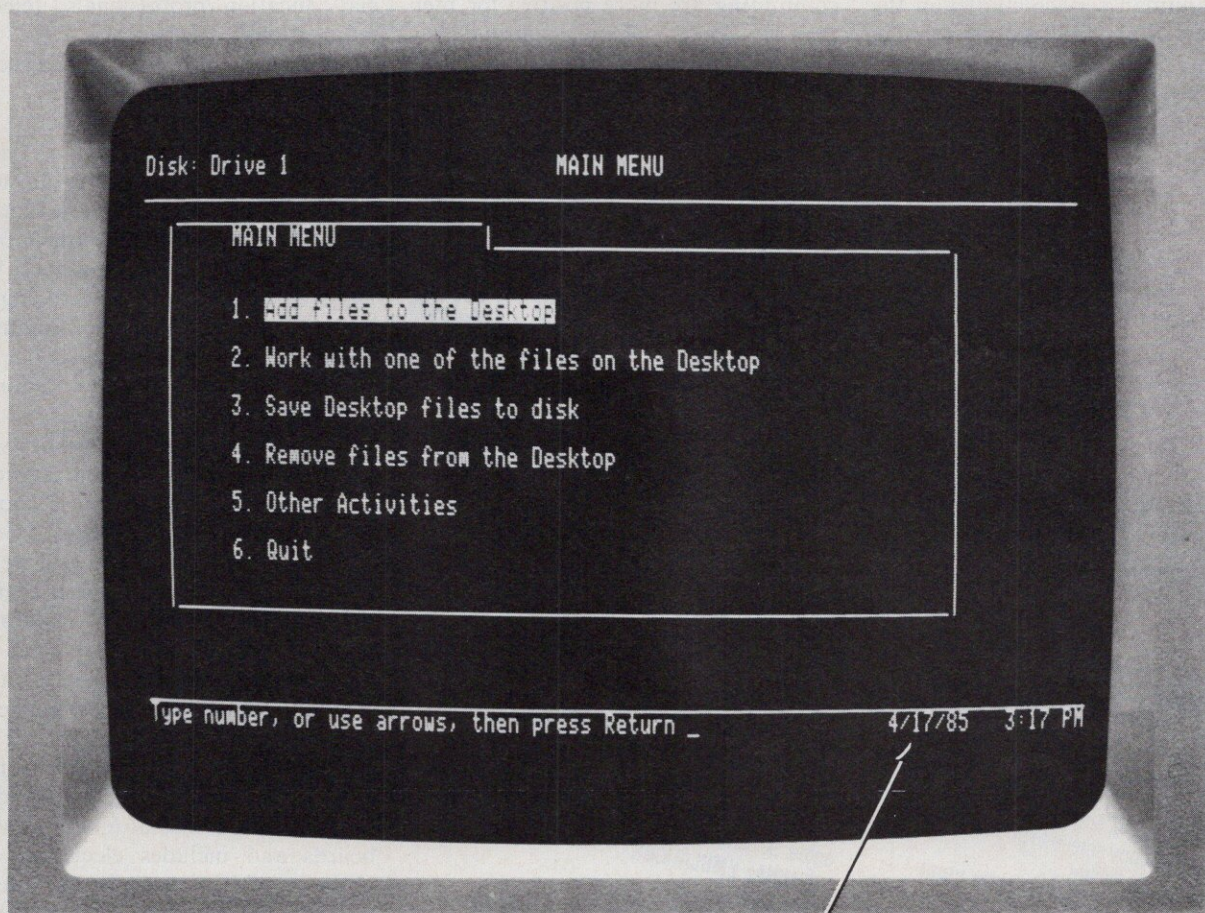 Disk: Drive 1 MAIN MENU
MAIN MENU
1. Add files to the Desktop
2. Work with one of the files on the Desktop
3. Save Desktop files to disk
4. Remove files from the Desktop
5. Other Activities
6. Quit
Type number, or use arrows, then press Return _ 4/17/85 3:17 PM